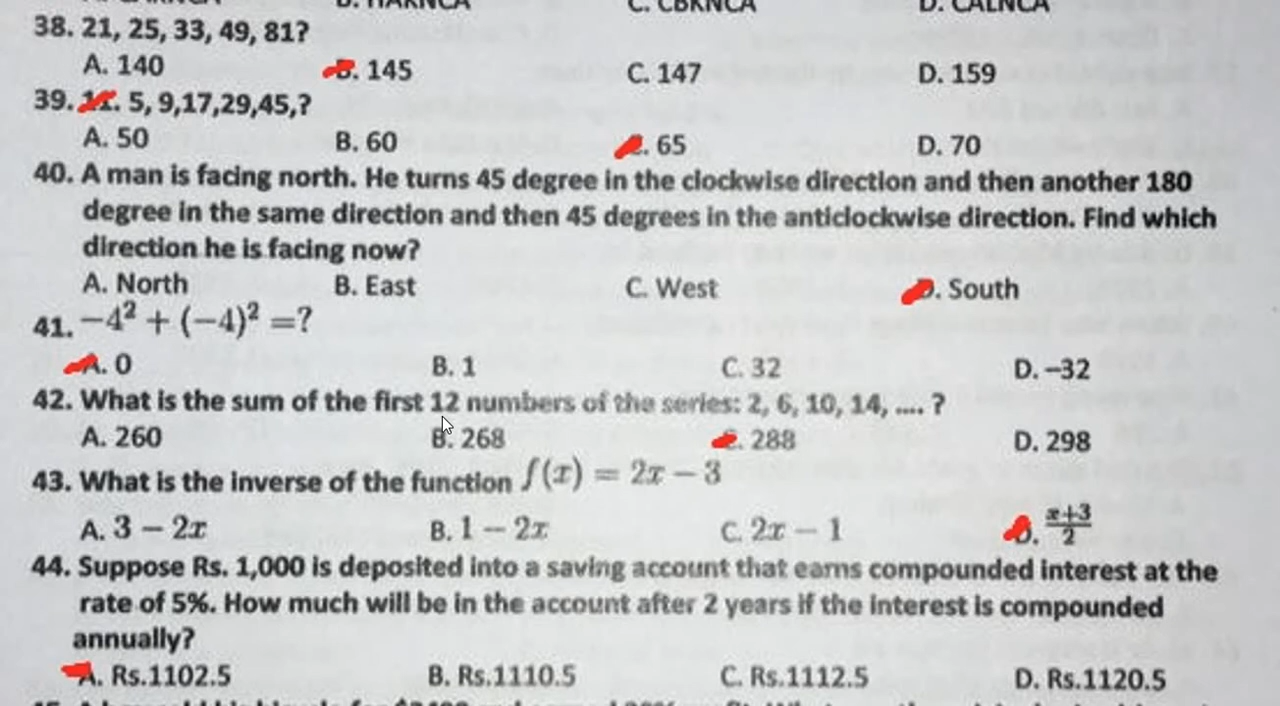 D. CALNCA
38. 21, 25, 33, 49, 81?
A. 140 B. 145 C. 147 D. 159
39. 5, 9,17,29,45,?
A. 50 B. 60 C. 65 D. 70
40. A man is facing north. He turns 45 degree in the clockwise direction and then another 180
degree in the same direction and then 45 degrees in the anticlockwise direction. Find which
direction he is facing now?
A. North B. East C. West D. South
41. −4² + (−4)² =?
A. 0 B. 1 C. 32 D. −32
42. What is the sum of the first 12 numbers of the series: 2, 6, 10, 14, .... ?
A. 260 B. 268 C. 288 D. 298
43. What is the inverse of the function f(x) = 2x − 3
A. 3 − 2x B. 1 − 2x C. 2x − 1 D. x+3/2
44. Suppose Rs. 1,000 is deposited into a saving account that earns compounded interest at the
rate of 5%. How much will be in the account after 2 years if the interest is compounded
annually?
A. Rs.1102.5 B. Rs.1110.5 C. Rs.1112.5 D. Rs.1120.5